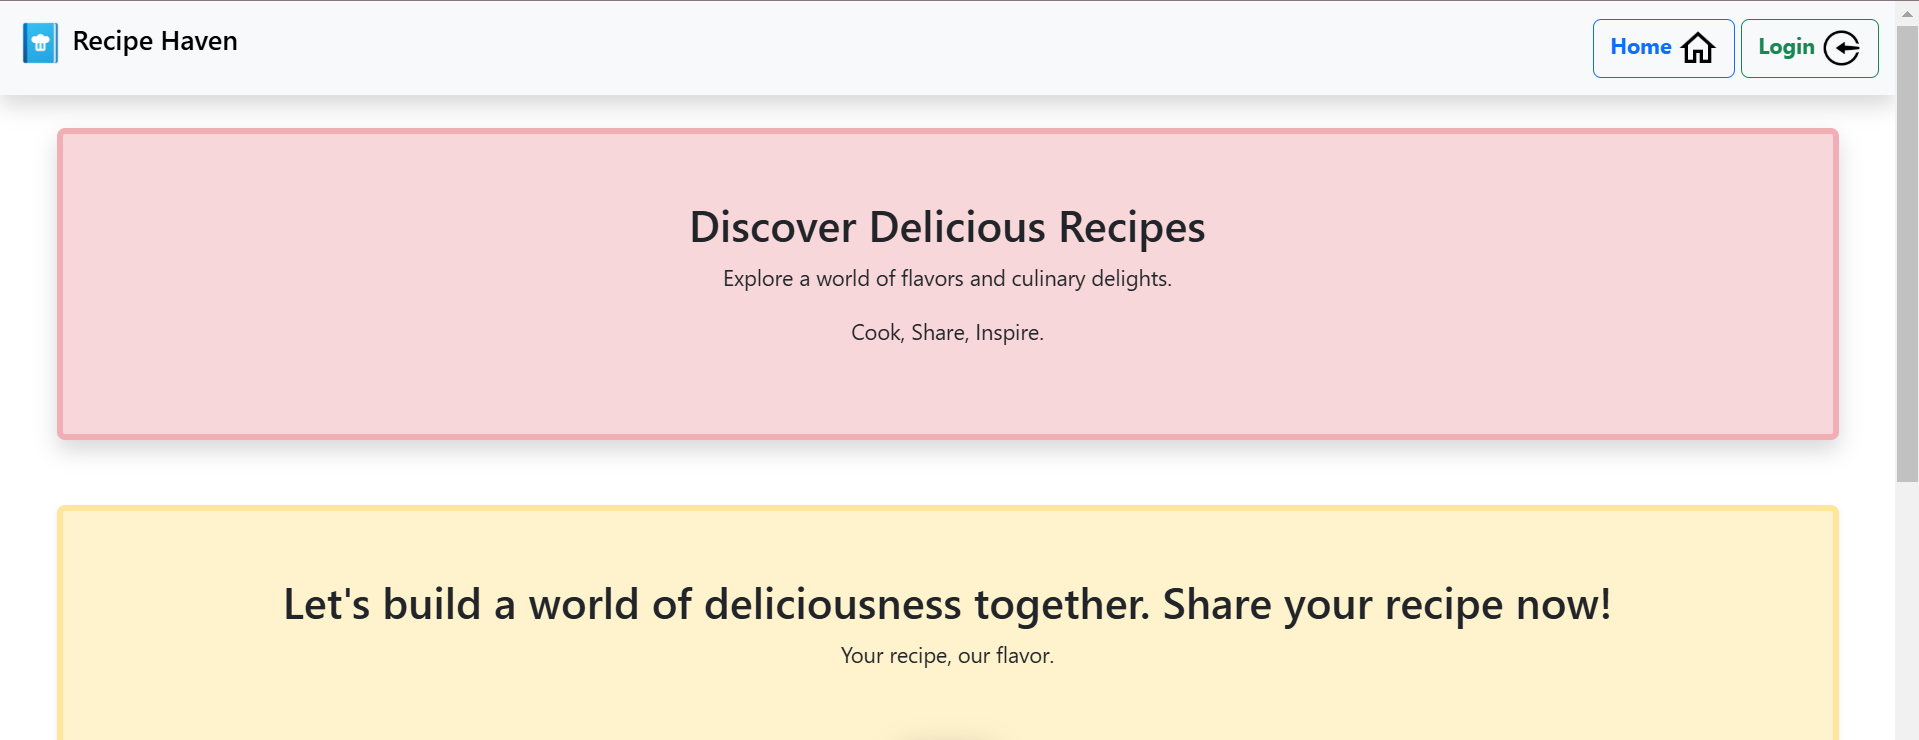 Recipe Haven
Home
Login
Discover Delicious Recipes
Explore a world of flavors and culinary delights.
Cook, Share, Inspire.
Let's build a world of deliciousness together. Share your recipe now!
Your recipe, our flavor.